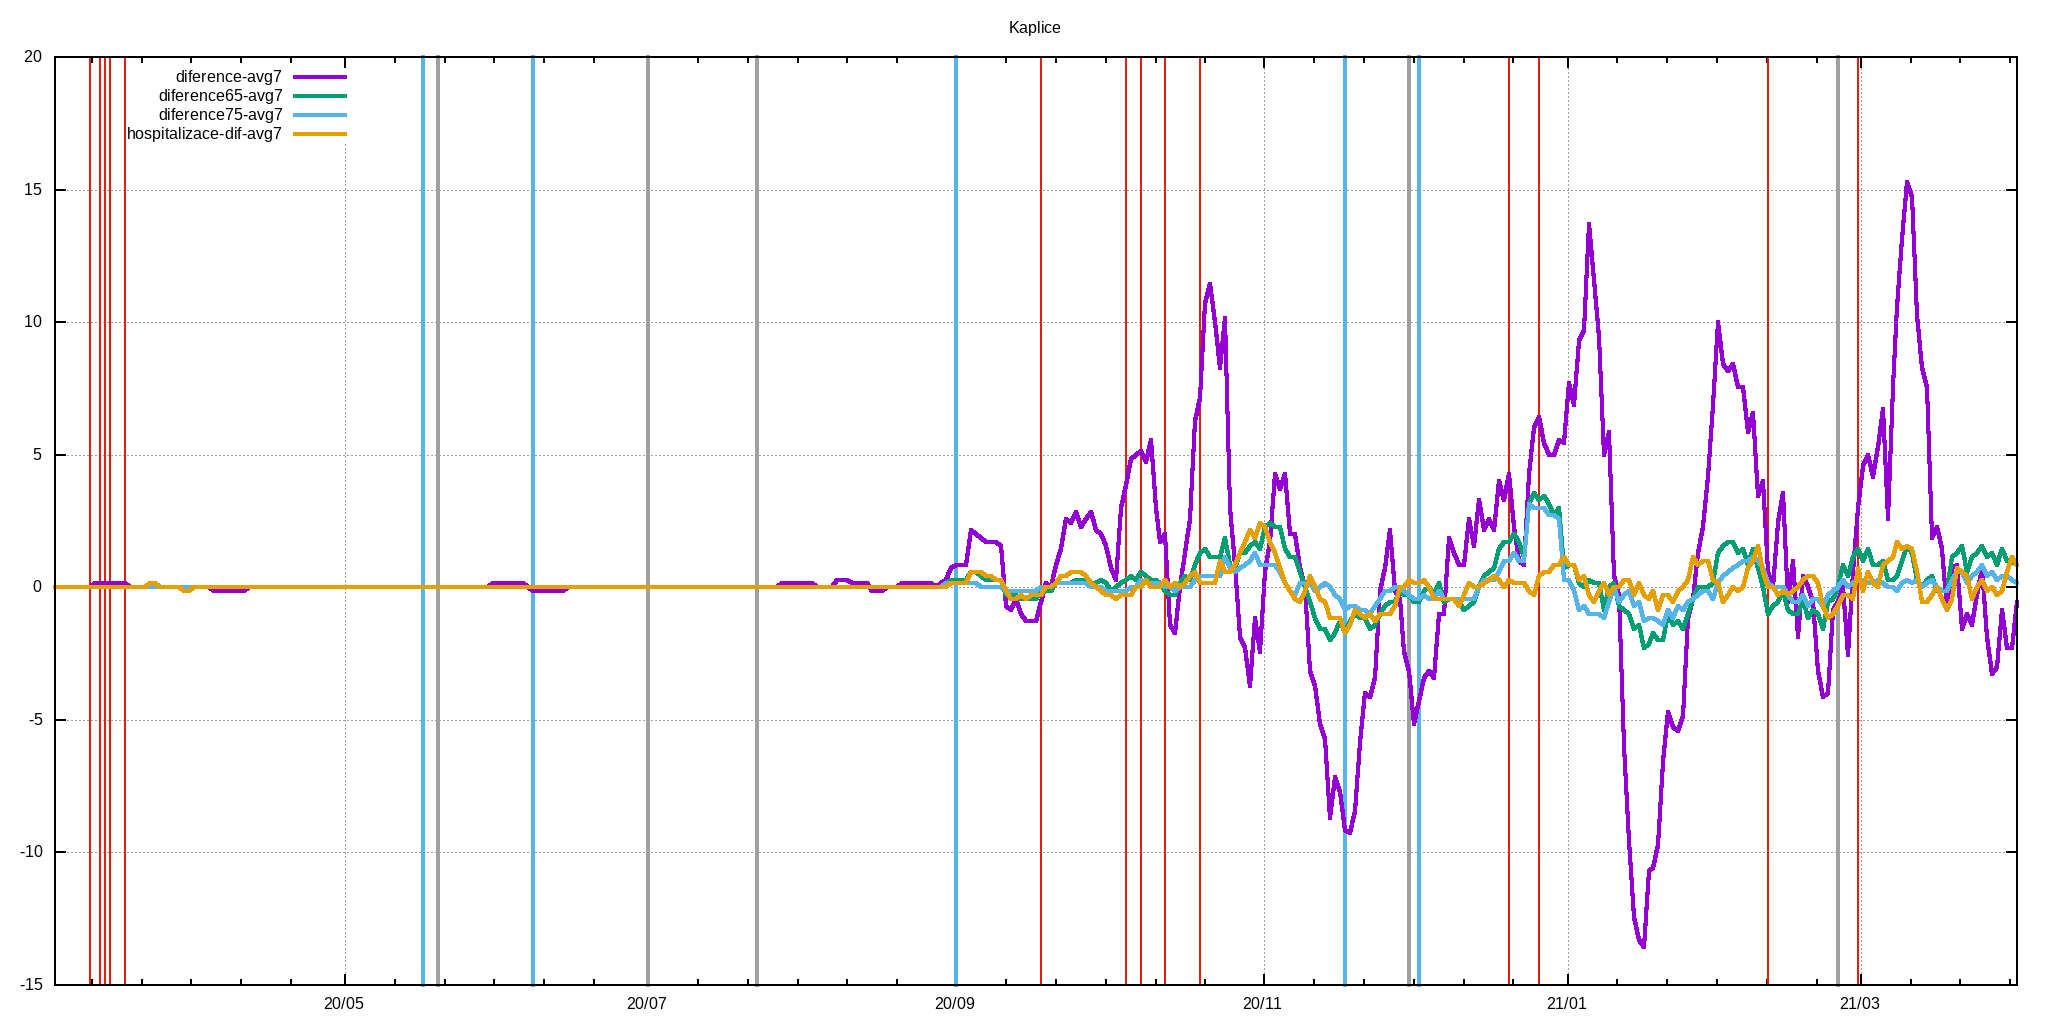 Kaplice
20
diference-avg7
diference65-avg7
diference75-avg7
hospitalizace-dif-avg7
15
10
5
0
-5
-10
-15
20/05 20/07 20/09 20/11 21/01 21/03